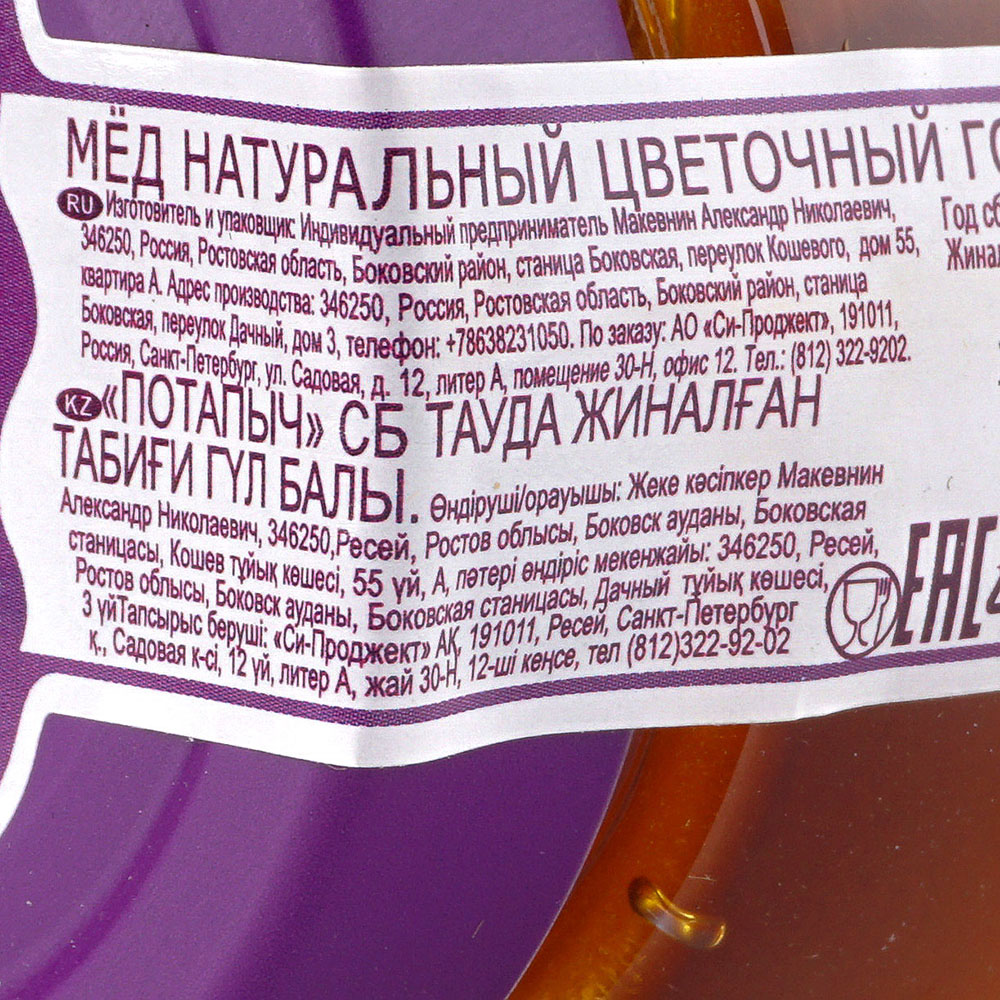 МЁД НАТУРАЛЬНЫЙ ЦВЕТОЧНЫЙ ГО
RU Изготовитель и упаковщик: Индивидуальный предприниматель Макевнин Александр Николаевич,
346250, Россия, Ростовская область, Боковский район, станица Боковская, переулок Кошевого, дом 55,
квартира А. Адрес производства: 346250, Россия, Ростовская область, Боковский район, станица
Боковская, переулок Дачный, дом 3, телефон: +78638231050. По заказу: АО «Си-Проджект», 191011,
Россия, Санкт-Петербург, ул. Садовая, д. 12, литер А, помещение 30-Н, офис 12. Тел.: (812) 322-9202.
Год сб
Жинал
KZ «ПОТАПЫЧ» СБ ТАУДА ЖИНАЛҒАН
ТАБИҒИ ГҮЛ БАЛЫ. Өндіруші/орауышы: Жеке кәсіпкер Макевнин
Александр Николаевич, 346250,Ресей, Ростов облысы, Боковск ауданы, Боковская
станицасы, Кошев тұйық көшесі, 55 үй, А, пәтері өндіріс мекенжайы: 346250, Ресей,
Ростов облысы, Боковск ауданы, Боковская станицасы, Дачный тұйық көшесі,
3 үйТапсырыс беруші: «Си-Проджект» АҚ, 191011, Ресей, Санкт-Петербург
қ., Садовая к-сі, 12 үй, литер А, жай 30-Н, 12-ші кеңсе, тел (812)322-92-02
EAC